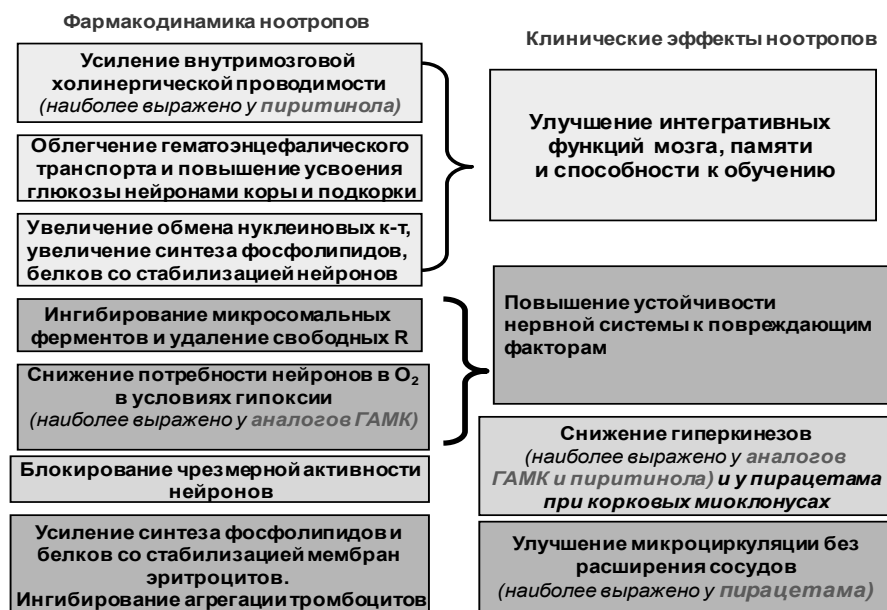 Фармакодинамика ноотропов
Усиление внутримозговой
холинергической проводимости
(наиболее выражено у пиритинола)
Облегчение гематоэнцефалического
транспорта и повышение усвоения
глюкозы нейронами коры и подкорки
Увеличение обмена нуклеиновых к-т,
увеличение синтеза фосфолипидов,
белков со стабилизацией нейронов
Ингибирование микросомальных
ферментов и удаление свободных R
Снижение потребности нейронов в O₂
в условиях гипоксии
(наиболее выражено у аналогов ГАМК)
Блокирование чрезмерной активности
нейронов
Усиление синтеза фосфолипидов и
белков со стабилизацией мембран
эритроцитов.
Ингибирование агрегации тромбоцитов
Клинические эффекты ноотропов
Улучшение интегративных
функций мозга, памяти
и способности к обучению
Повышение устойчивости
нервной системы к повреждающим
факторам
Снижение гиперкинезов
(наиболее выражено у аналогов
ГАМК и пиритинола) и у пирацетама
при корковых миоклонусах
Улучшение микроциркуляции без
расширения сосудов
(наиболее выражено у пирацетама)